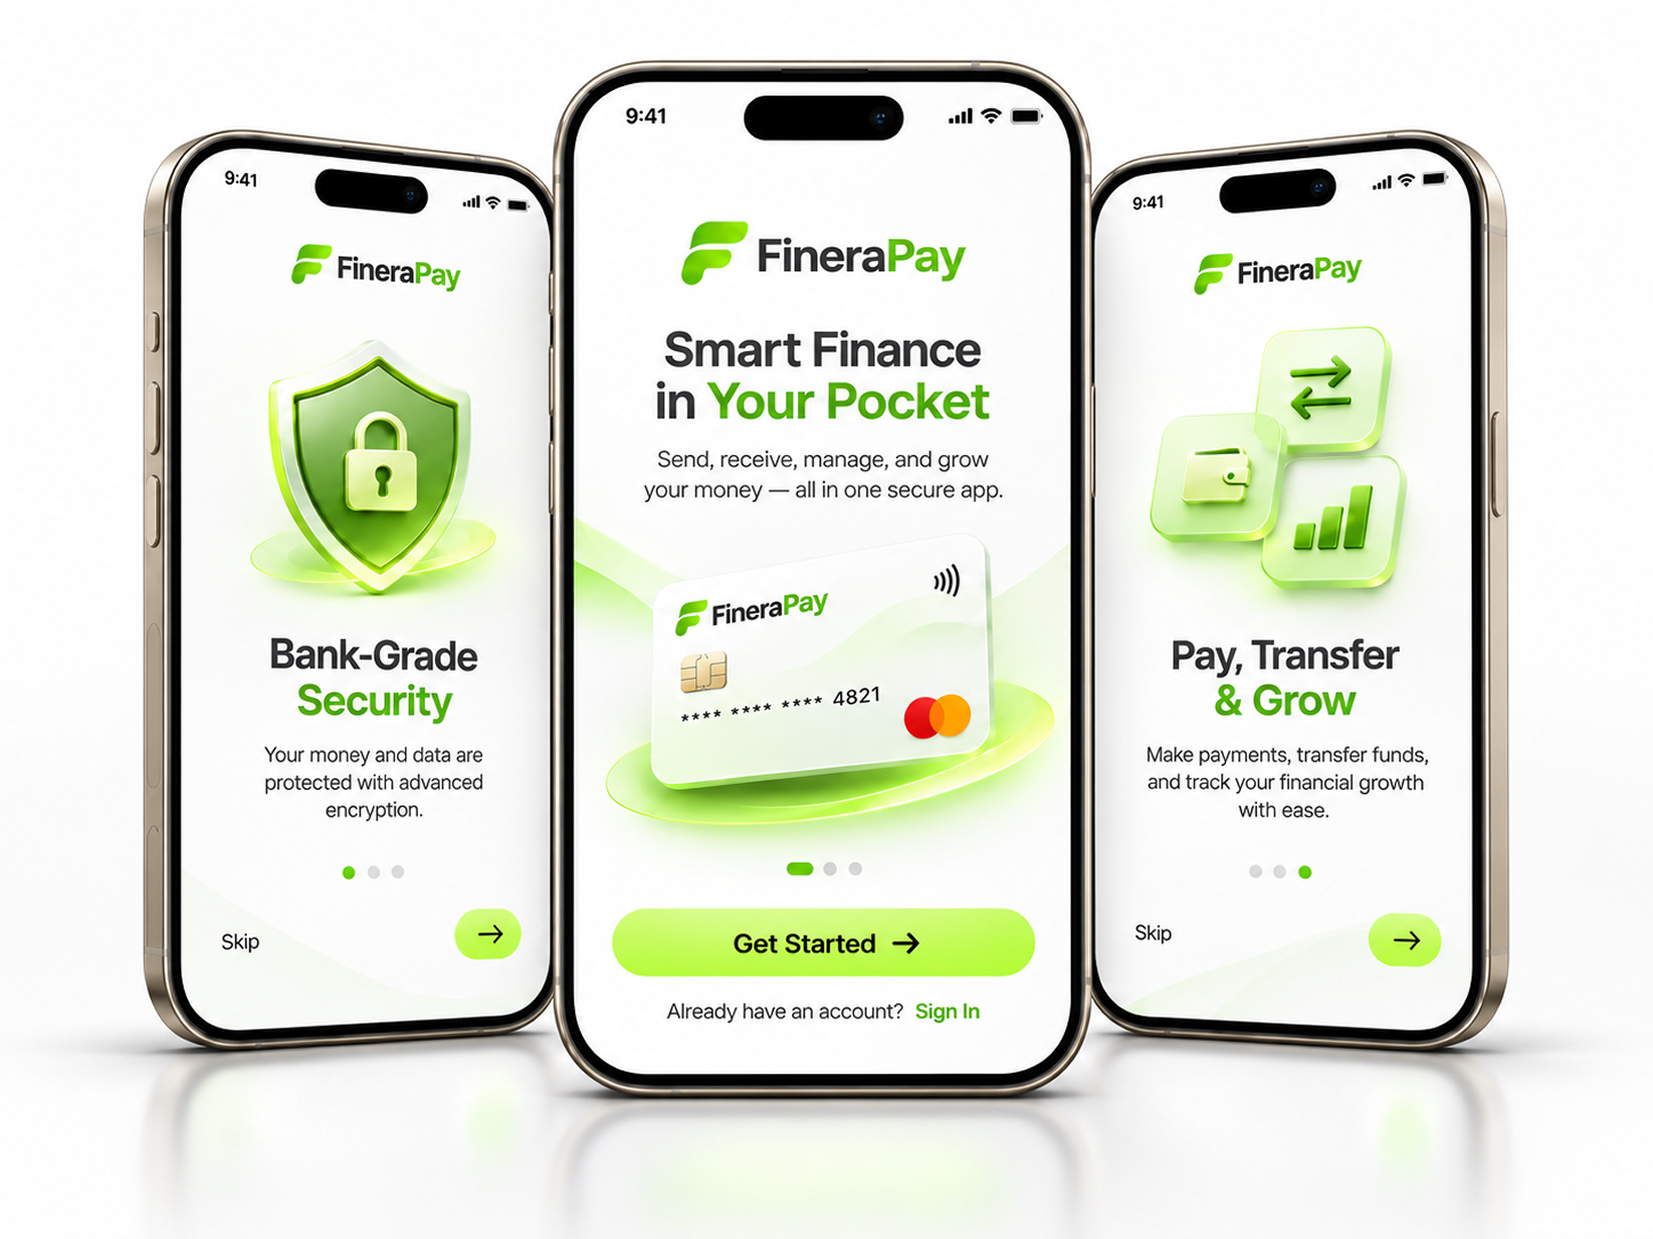 9:41
FineraPay
Bank-Grade
Security
Your money and data are
protected with advanced
encryption.
Skip
9:41
FineraPay
Smart Finance
in Your Pocket
Send, receive, manage, and grow
your money — all in one secure app.
FineraPay
**** **** **** 4821
Get Started
Already have an account? Sign In
9:41
FineraPay
Pay, Transfer
& Grow
Make payments, transfer funds,
and track your financial growth
with ease.
Skip